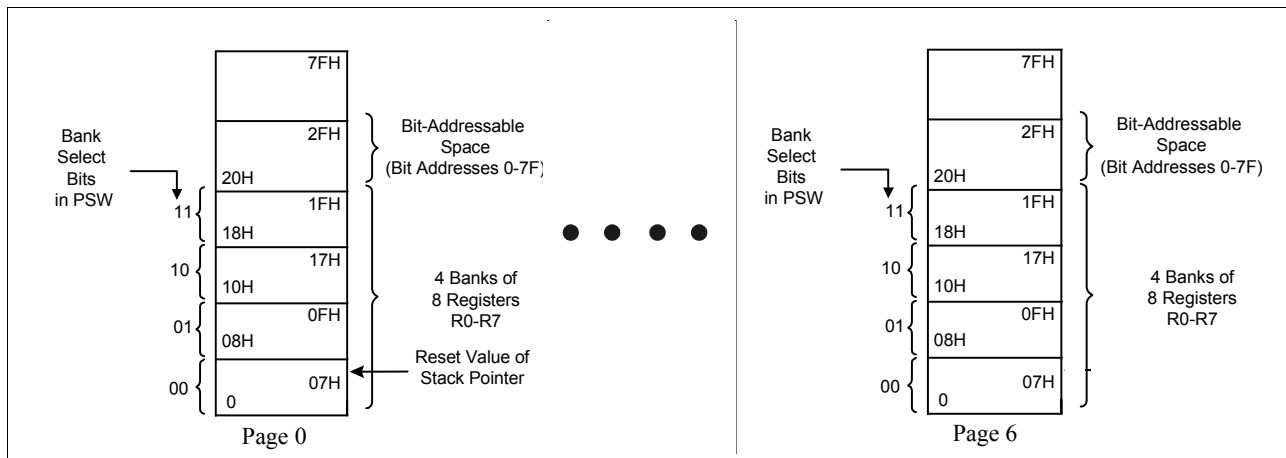 7FH
Bank
Select
Bits
in PSW
2FH
20H
Bit-Addressable
Space
(Bit Addresses 0-7F)
11
1FH
18H
10
17H
10H
4 Banks of
8 Registers
R0-R7
01
0FH
08H
Reset Value of
Stack Pointer
00
07H
0
Page 0
7FH
Bank
Select
Bits
in PSW
2FH
20H
Bit-Addressable
Space
(Bit Addresses 0-7F)
11
1FH
18H
10
17H
10H
4 Banks of
8 Registers
R0-R7
01
0FH
08H
00
07H
0
Page 6